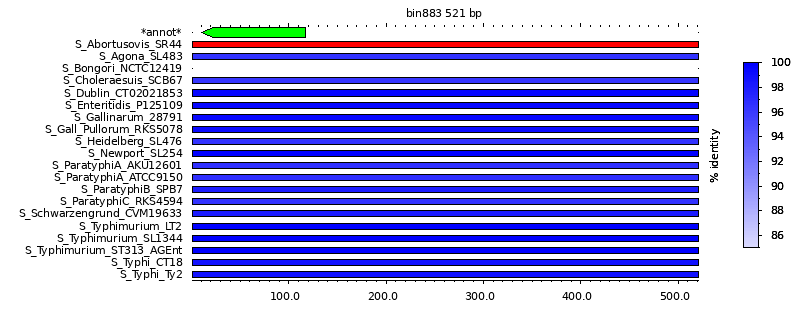 bin883 521 bp
*annot*
S_Abortusovis_SR44
S_Agona_SL483
S_Bongori_NCTC12419
S_Choleraesuis_SCB67
S_Dublin_CT02021853
S_Enteritidis_P125109
S_Gallinarum_28791
S_Gall_Pullorum_RKS5078
S_Heidelberg_SL476
S_Newport_SL254
S_ParatyphiA_AKU12601
S_ParatyphiA_ATCC9150
S_ParatyphiB_SPB7
S_ParatyphiC_RKS4594
S_Schwarzengrund_CVM19633
S_Typhimurium_LT2
S_Typhimurium_SL1344
S_Typhimurium_ST313_AGEnt
S_Typhi_CT18
S_Typhi_Ty2
100.0 200.0 300.0 400.0 500.0
% identity
100
98
96
94
92
90
88
86